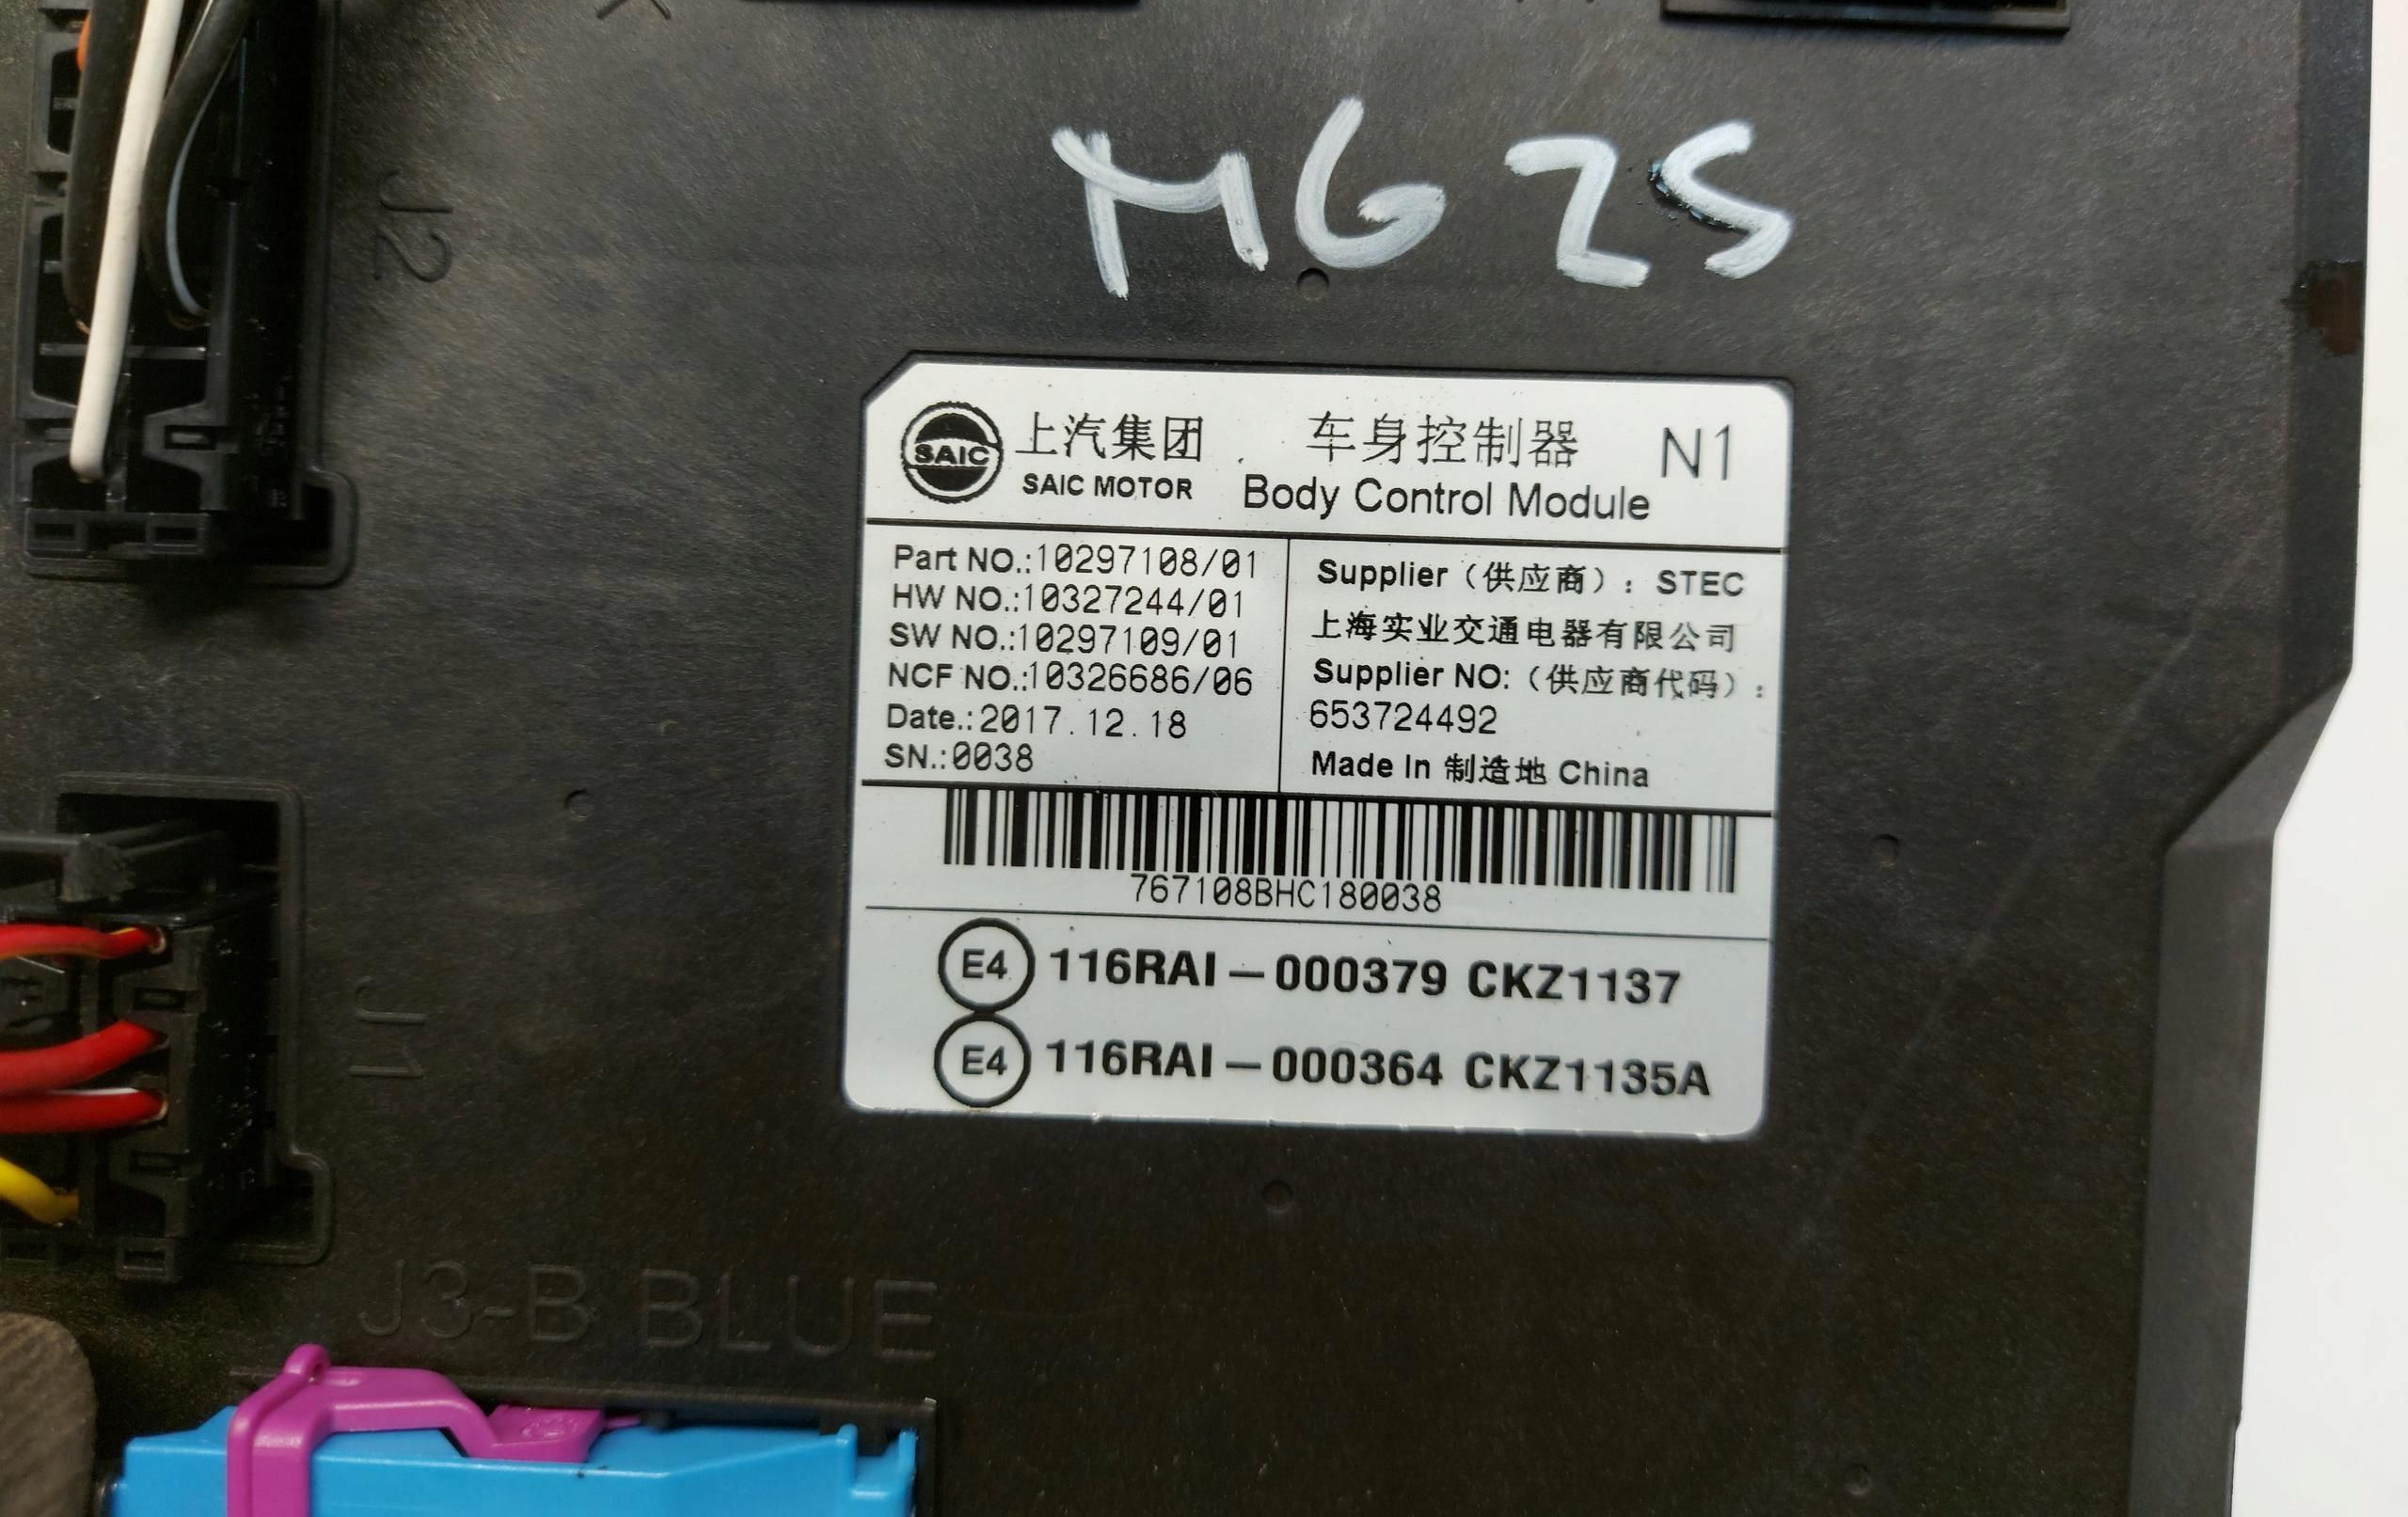 MG ZS
J2
SAIC 上汽集团 车身控制器 N1
SAIC MOTOR Body Control Module
Part NO.:10297108/01
HW NO.:10327244/01
SW NO.:10297109/01
NCF NO.:10326686/06
Date.:2017.12.18
SN.:0038
Supplier（供应商）：STEC
上海实业交通电器有限公司
Supplier NO:（供应商代码）：
653724492
Made In 制造地 China
767108BHC180038
E4 116RAI-000379 CKZ1137
E4 116RAI-000364 CKZ1135A
J1
J3-B BLUE